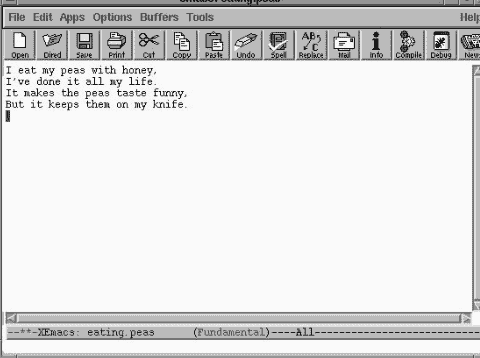 File Edit Apps Options Buffers Tools Help
Open Dired Save Print Cut Copy Paste Undo Spell Replace Mail Info Compile Debug News
I eat my peas with honey,
I've done it all my life.
It makes the peas taste funny,
But it keeps them on my knife.
--**-XEmacs: eating.peas (Fundamental)----All--------------------